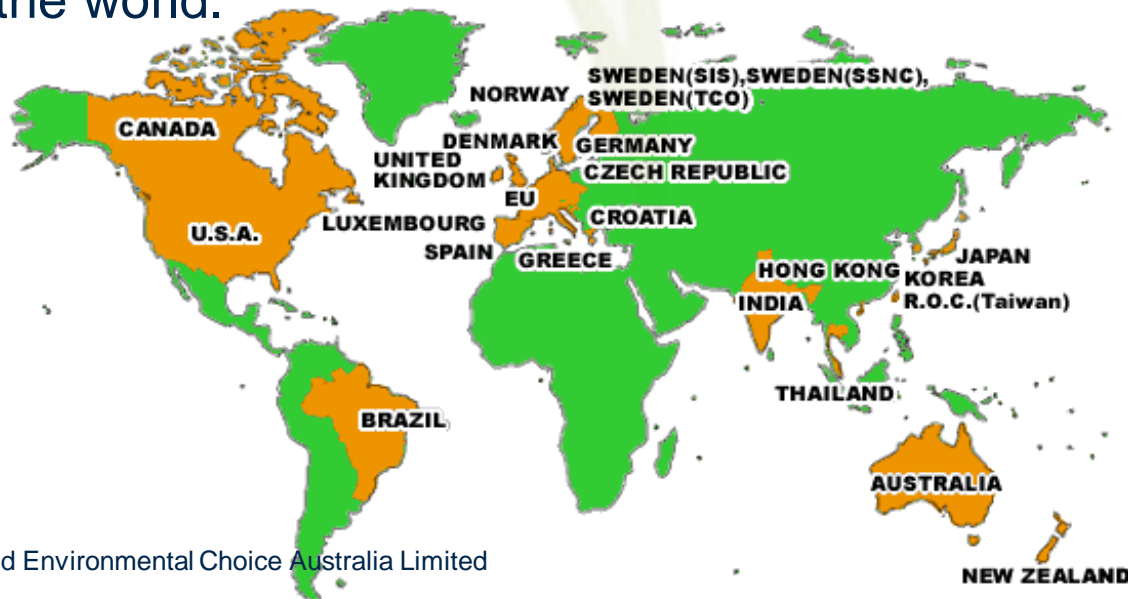 the world.
SWEDEN(SIS),SWEDEN(SSNC),
NORWAY
SWEDEN(TCO)
CANADA
DENMARK
GERMANY
UNITED
KINGDOM
CZECH REPUBLIC
EU
LUXEMBOURG
CROATIA
U.S.A.
SPAIN
GREECE
JAPAN
HONG KONG
KOREA
INDIA
R.O.C.(Taiwan)
THAILAND
BRAZIL
AUSTRALIA
d Environmental Choice Australia Limited
NEW ZEALAND